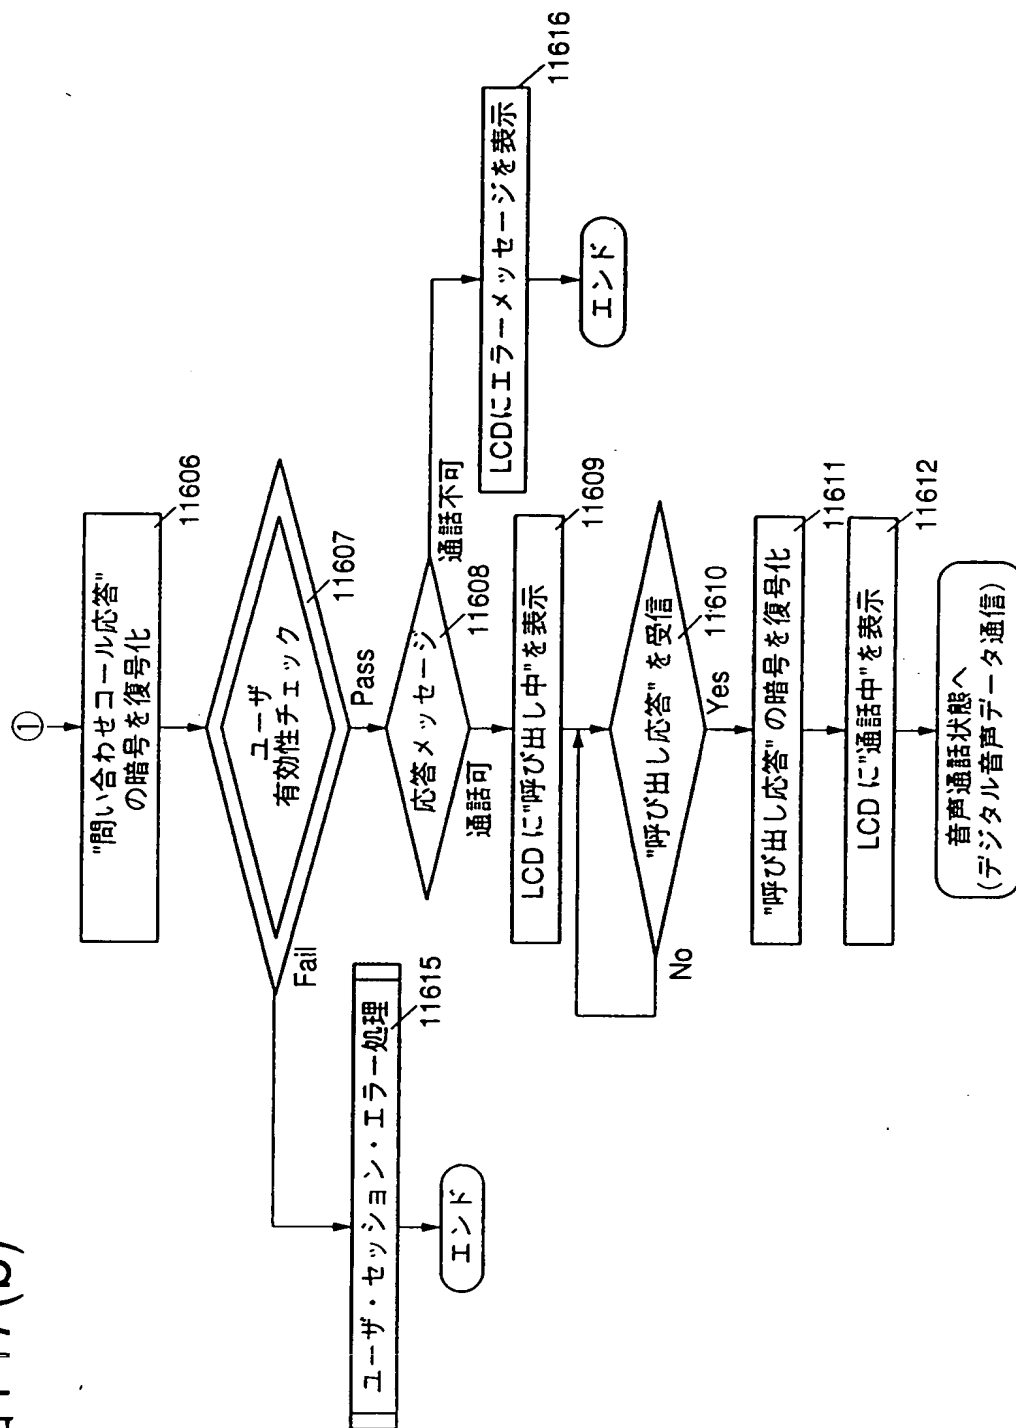 ①
"問い合わせコール応答"
の暗号を復号化
11606
ユーザ
有効性チェック
11607
Fail
Pass
ユーザ・セッション・エラー処理
11615
エンド
応答メッセージ
11608
通話不可
通話可
LCDにエラーメッセージを表示
11616
エンド
LCD に"呼び出し中"を表示
11609
"呼び出し応答" を受信
11610
No
Yes
"呼び出し応答" の暗号を復号化
11611
LCD に"通話中"を表示
11612
音声通話状態へ
(デジタル音声データ通信)